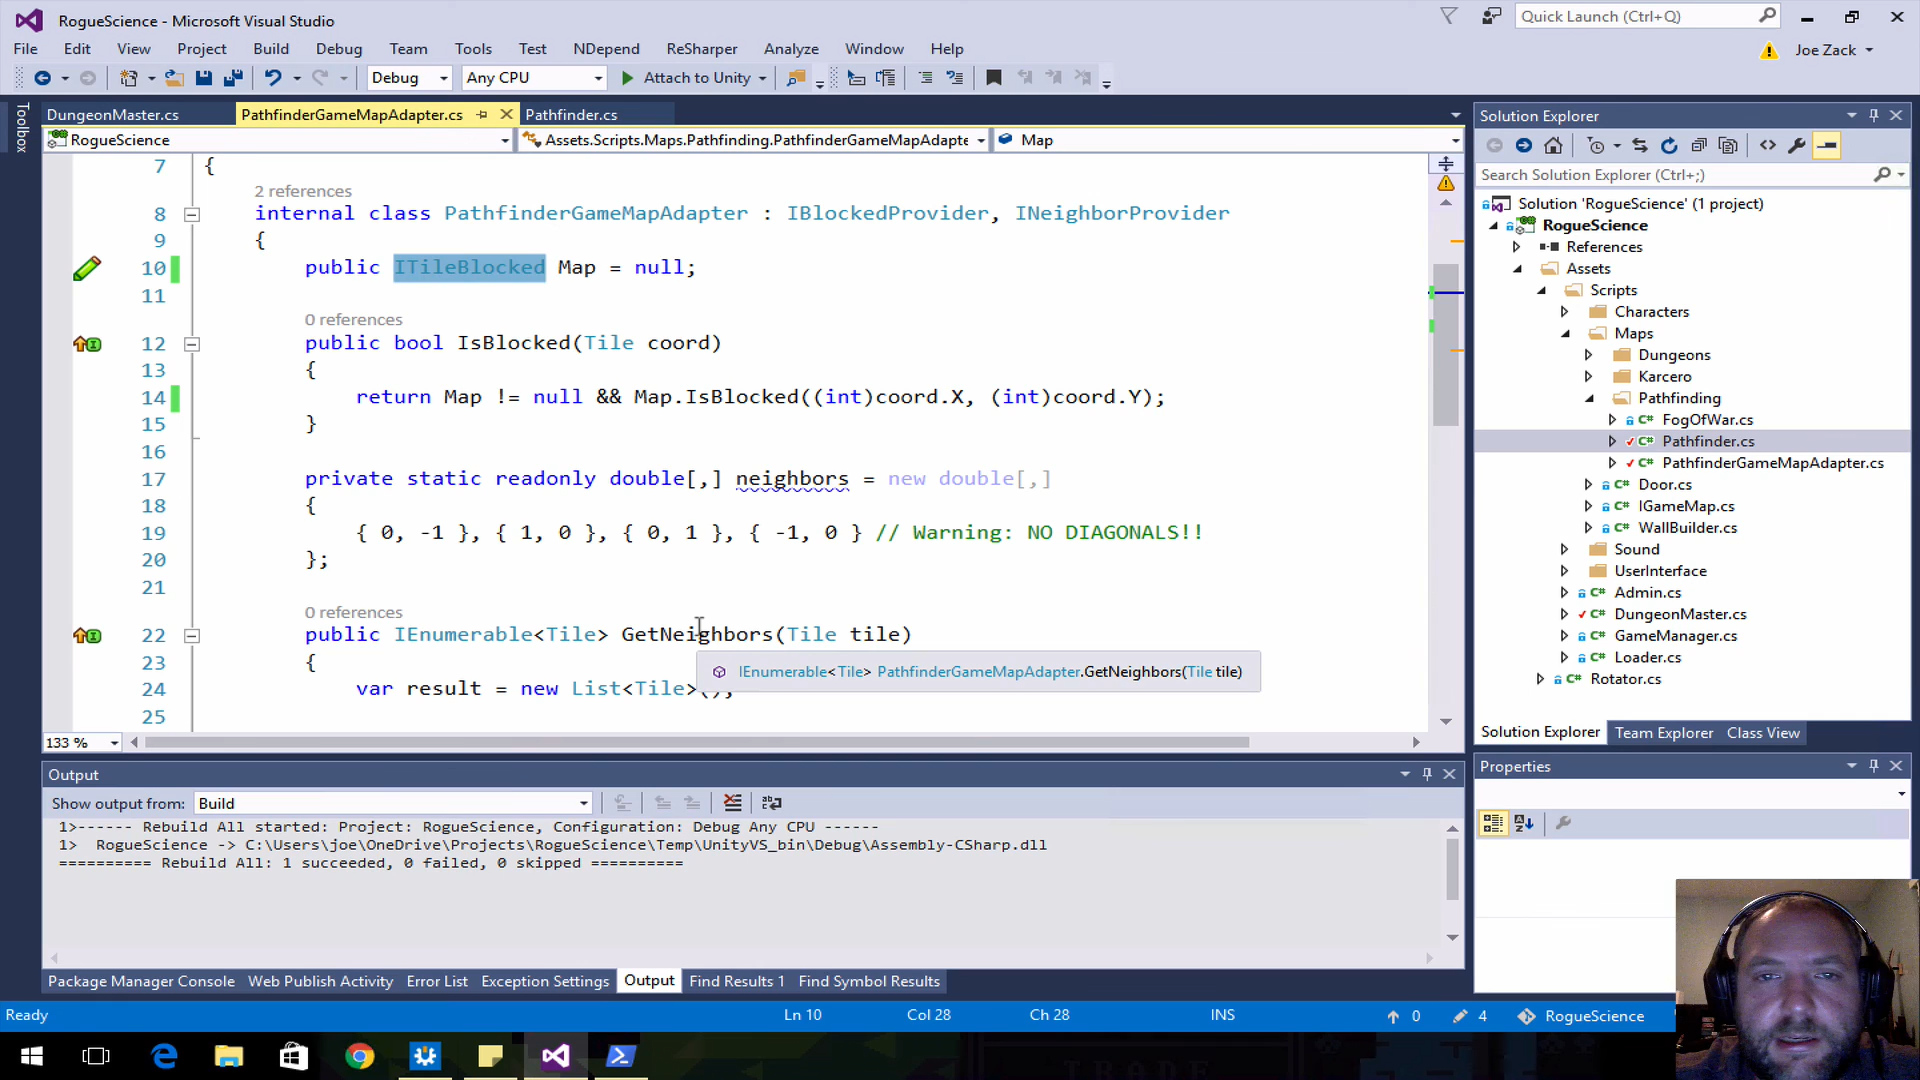 RogueScience - Microsoft Visual Studio
Quick Launch (Ctrl+Q)
File Edit View Project Build Debug Team Tools Test NDepend ReSharper Analyze Window Help
Joe Zack
Debug Any CPU Attach to Unity
Toolbox
DungeonMaster.cs PathfinderGameMapAdapter.cs Pathfinder.cs
RogueScience Assets.Scripts.Maps.Pathfinding.PathfinderGameMapAdapte Map
7 {
2 references
8 internal class PathfinderGameMapAdapter : IBlockedProvider, INeighborProvider
9 {
10 public ITileBlocked Map = null;
11
0 references
12 public bool IsBlocked(Tile coord)
13 {
14 return Map != null && Map.IsBlocked((int)coord.X, (int)coord.Y);
15 }
16
17 private static readonly double[,] neighbors = new double[,]
18 {
19 { 0, -1 }, { 1, 0 }, { 0, 1 }, { -1, 0 } // Warning: NO DIAGONALS!!
20 };
21
0 references
22 public IEnumerable<Tile> GetNeighbors(Tile tile)
23 {
IEnumerable<Tile> PathfinderGameMapAdapter.GetNeighbors(Tile tile)
24 var result = new List<Tile>();
25
133 %
Output
Show output from: Build
1>------ Rebuild All started: Project: RogueScience, Configuration: Debug Any CPU ------
1> RogueScience -> C:\Users\joe\OneDrive\Projects\RogueScience\Temp\UnityVS_bin\Debug\Assembly-CSharp.dll
========== Rebuild All: 1 succeeded, 0 failed, 0 skipped ==========
Package Manager Console Web Publish Activity Error List Exception Settings Output Find Results 1 Find Symbol Results
Solution Explorer
Search Solution Explorer (Ctrl+;)
Solution 'RogueScience' (1 project)
RogueScience
References
Assets
Scripts
Characters
Maps
Dungeons
Karcero
Pathfinding
C# FogOfWar.cs
C# Pathfinder.cs
C# PathfinderGameMapAdapter.cs
C# Door.cs
C# IGameMap.cs
C# WallBuilder.cs
Sound
UserInterface
C# Admin.cs
C# DungeonMaster.cs
C# GameManager.cs
C# Loader.cs
C# Rotator.cs
Solution Explorer Team Explorer Class View
Properties
Ready Ln 10 Col 28 Ch 28 INS 0 4 RogueScience
TRADE